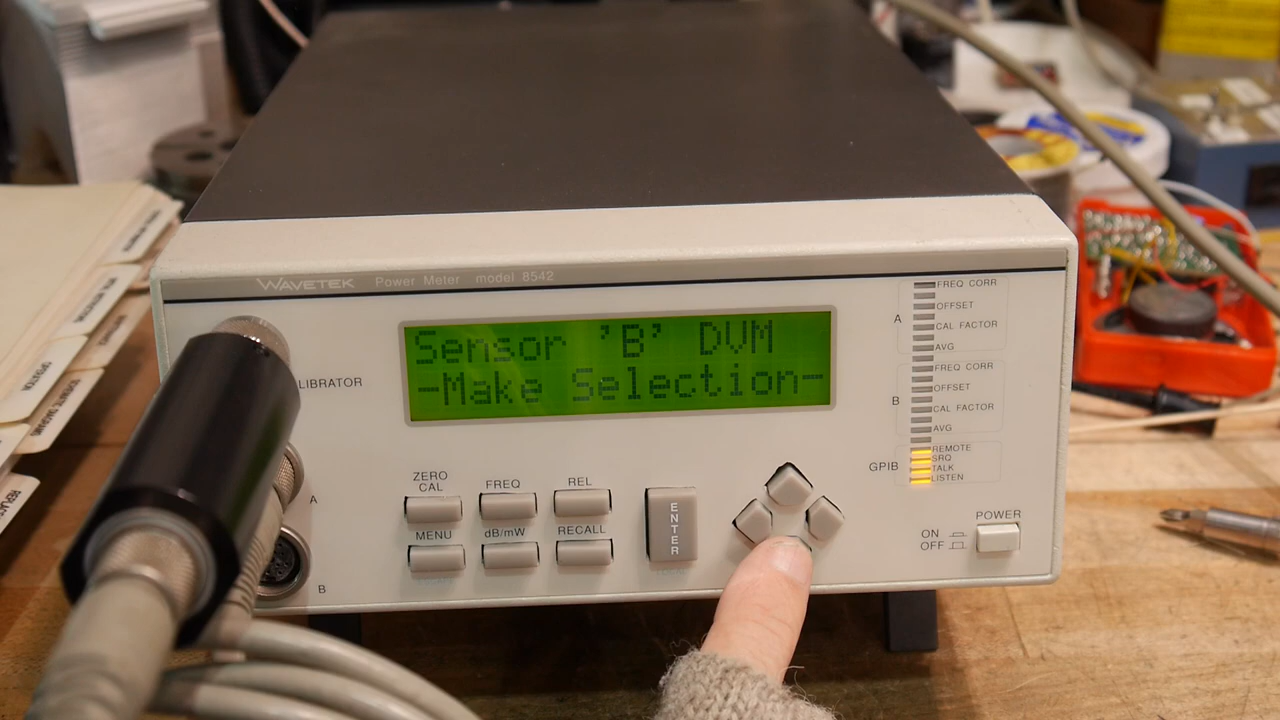 WAVETEK Power Meter model 8542
Sensor 'B' DVM
-Make Selection-
LIBRATOR
A
B
ZERO CAL
FREQ
REL
MENU
dB/mW
RECALL
ENTER
A
FREQ CORR
OFFSET
CAL FACTOR
AVG
B
FREQ CORR
OFFSET
CAL FACTOR
AVG
GPIB
REMOTE
SRQ
TALK
LISTEN
POWER
ON
OFF
OPERATION